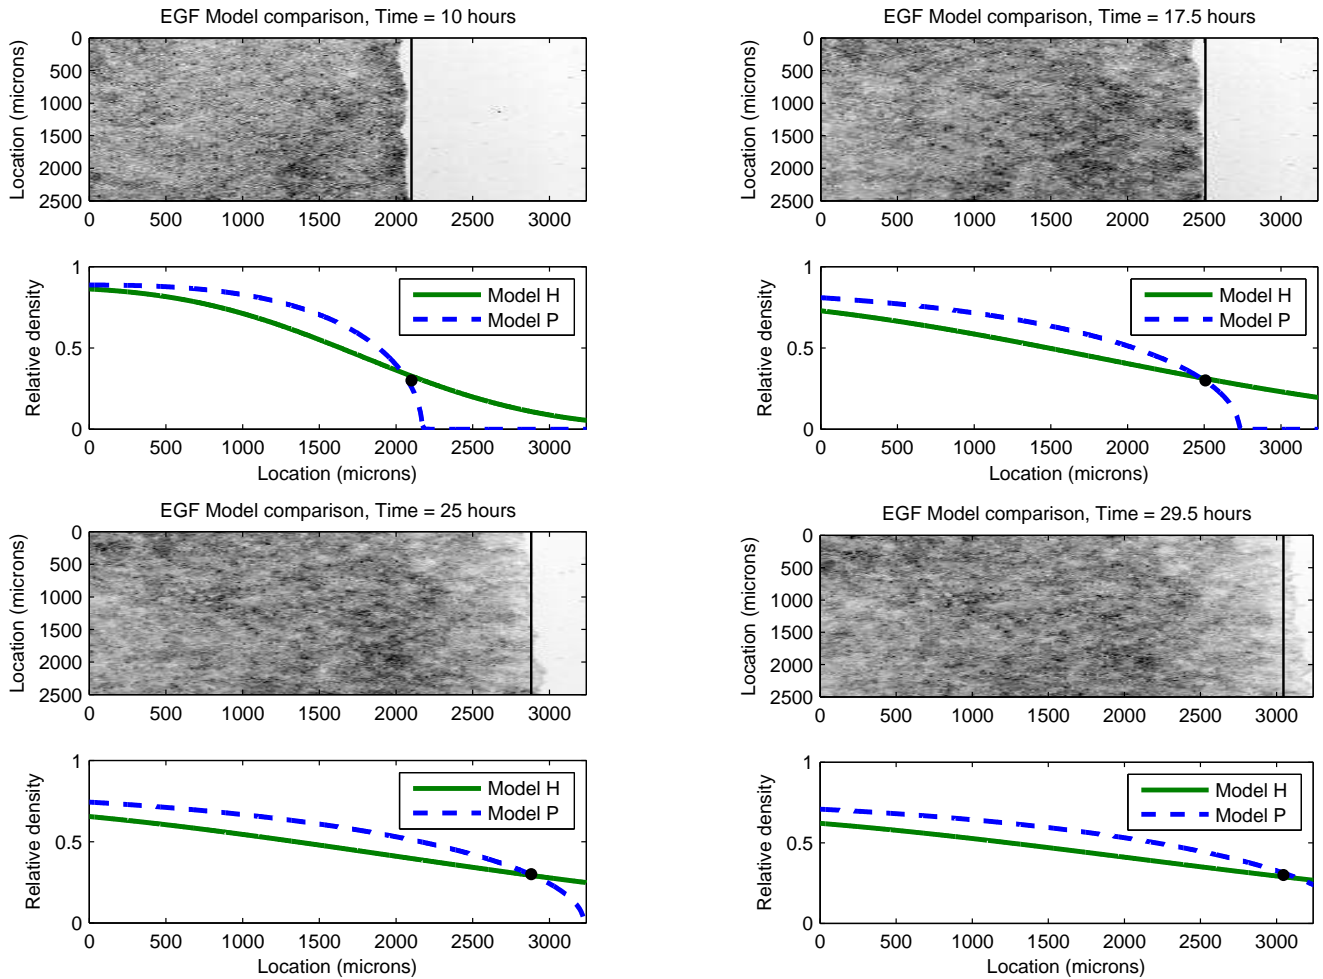 EGF Model comparison, Time = 10 hours
Location (microns)
0
500
1000
1500
2000
2500
0 500 1000 1500 2000 2500 3000
Relative density
1
0.5
0
Model H
Model P
0 500 1000 1500 2000 2500 3000
Location (microns)
EGF Model comparison, Time = 17.5 hours
Location (microns)
0
500
1000
1500
2000
2500
0 500 1000 1500 2000 2500 3000
Relative density
1
0.5
0
Model H
Model P
0 500 1000 1500 2000 2500 3000
Location (microns)
EGF Model comparison, Time = 25 hours
Location (microns)
0
500
1000
1500
2000
2500
0 500 1000 1500 2000 2500 3000
Relative density
1
0.5
0
Model H
Model P
0 500 1000 1500 2000 2500 3000
Location (microns)
EGF Model comparison, Time = 29.5 hours
Location (microns)
0
500
1000
1500
2000
2500
0 500 1000 1500 2000 2500 3000
Relative density
1
0.5
0
Model H
Model P
0 500 1000 1500 2000 2500 3000
Location (microns)